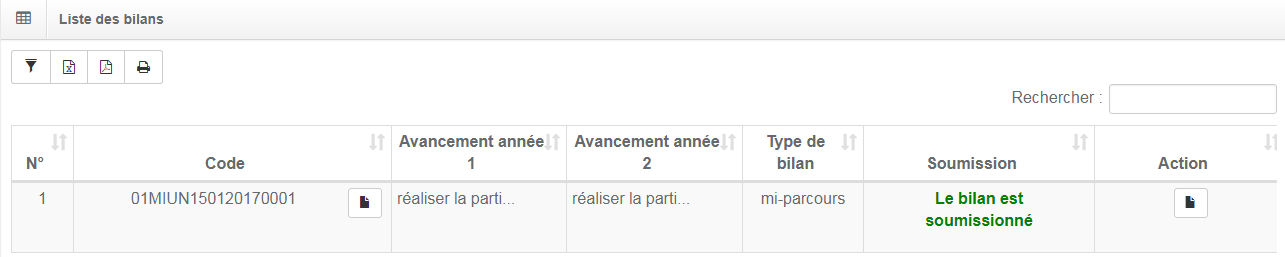 Liste des bilans
Rechercher :
N°
Code
Avancement année
1
Avancement année
2
Type de
bilan
Soumission
Action
1
01MIUN150120170001
réaliser la parti...
réaliser la parti...
mi-parcours
Le bilan est
soumissionné